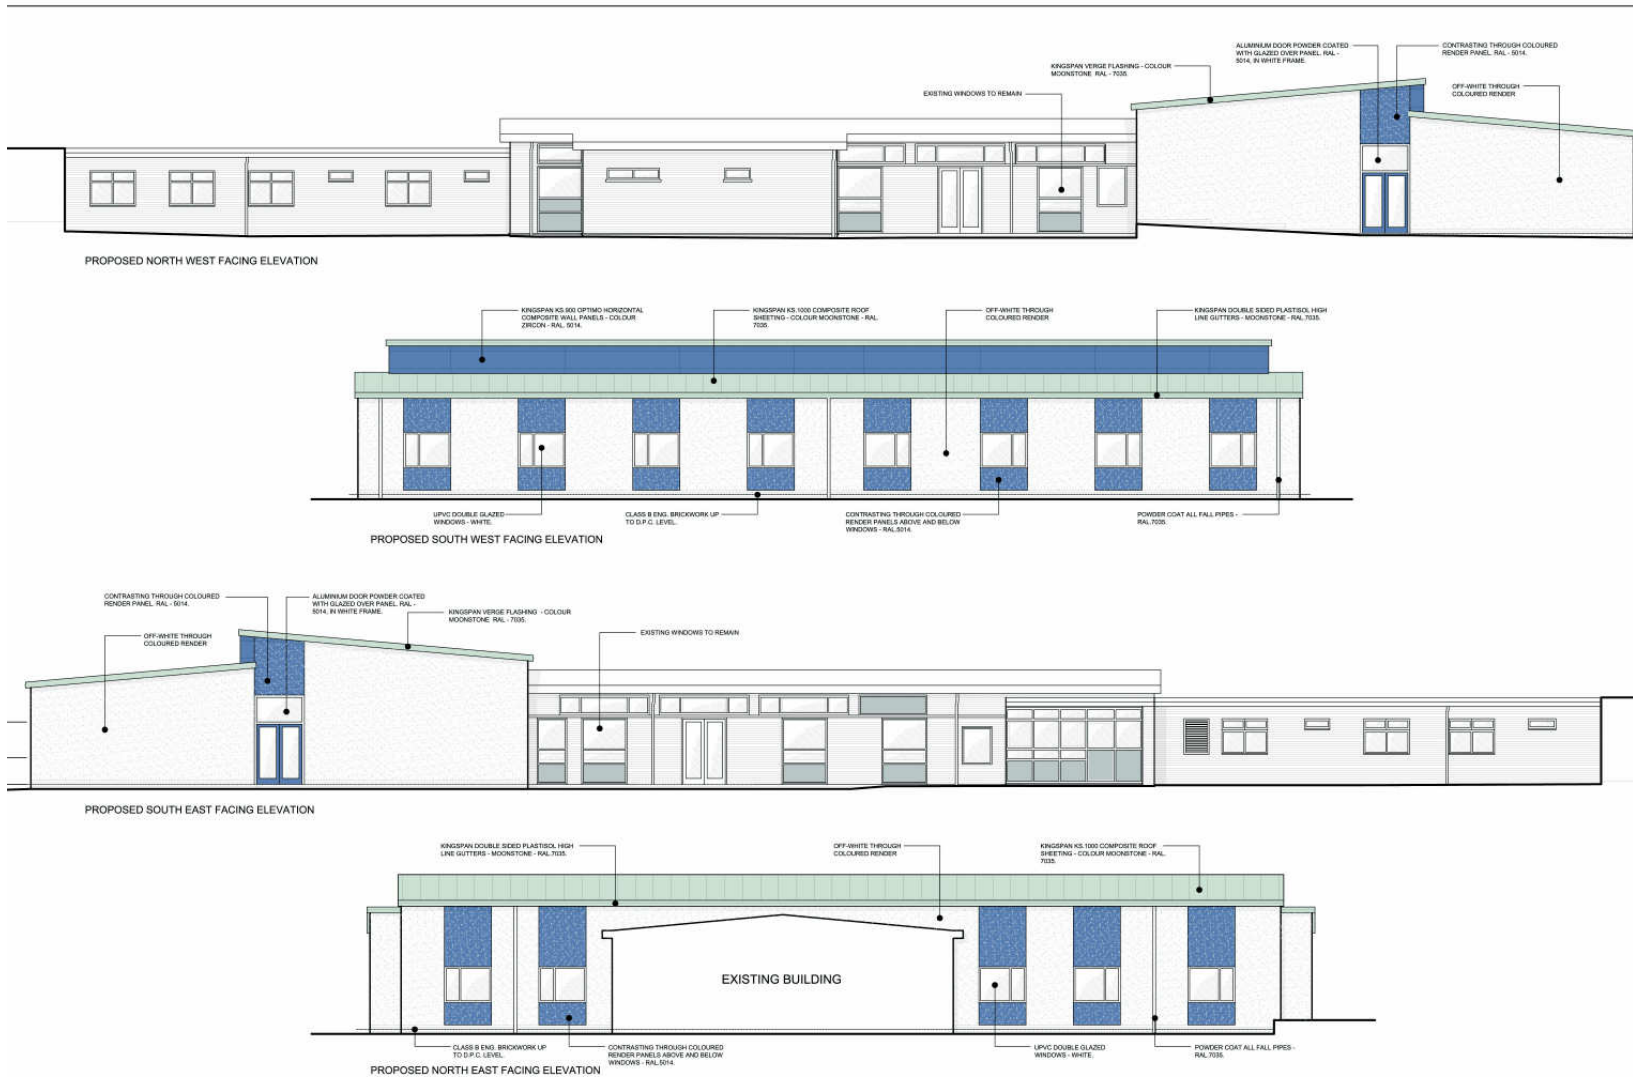 ALUMINIUM DOOR POWDER COATED
WITH GLAZED OVER PANEL. RAL -
5014, IN WHITE FRAME.
CONTRASTING THROUGH COLOURED
RENDER PANEL. RAL - 5014.
KINGSPAN VERGE FLASHING - COLOUR
MOONSTONE RAL - 7035.
EXISTING WINDOWS TO REMAIN
OFF-WHITE THROUGH
COLOURED RENDER
PROPOSED NORTH WEST FACING ELEVATION
KINGSPAN KS.900 OPTIMO HORIZONTAL
COMPOSITE WALL PANELS - COLOUR
ZIRCON - RAL. 5014.
KINGSPAN KS.1000 COMPOSITE ROOF
SHEETING - COLOUR MOONSTONE - RAL.
7035.
OFF-WHITE THROUGH
COLOURED RENDER
KINGSPAN DOUBLE SIDED PLASTISOL HIGH
LINE GUTTERS - MOONSTONE - RAL.7035.
UPVC DOUBLE GLAZED
WINDOWS - WHITE.
CLASS B ENG. BRICKWORK UP
TO D.P.C. LEVEL.
CONTRASTING THROUGH COLOURED
RENDER PANELS ABOVE AND BELOW
WINDOWS - RAL.5014.
POWDER COAT ALL FALL PIPES -
RAL.7035.
PROPOSED SOUTH WEST FACING ELEVATION
CONTRASTING THROUGH COLOURED
RENDER PANEL. RAL - 5014.
ALUMINIUM DOOR POWDER COATED
WITH GLAZED OVER PANEL. RAL -
5014, IN WHITE FRAME.
KINGSPAN VERGE FLASHING - COLOUR
MOONSTONE RAL - 7035.
OFF-WHITE THROUGH
COLOURED RENDER
EXISTING WINDOWS TO REMAIN
PROPOSED SOUTH EAST FACING ELEVATION
KINGSPAN DOUBLE SIDED PLASTISOL HIGH
LINE GUTTERS - MOONSTONE - RAL.7035.
OFF-WHITE THROUGH
COLOURED RENDER
KINGSPAN KS.1000 COMPOSITE ROOF
SHEETING - COLOUR MOONSTONE - RAL.
7035.
EXISTING BUILDING
CLASS B ENG. BRICKWORK UP
TO D.P.C. LEVEL.
CONTRASTING THROUGH COLOURED
RENDER PANELS ABOVE AND BELOW
WINDOWS - RAL.5014.
UPVC DOUBLE GLAZED
WINDOWS - WHITE.
POWDER COAT ALL FALL PIPES -
RAL.7035.
PROPOSED NORTH EAST FACING ELEVATION